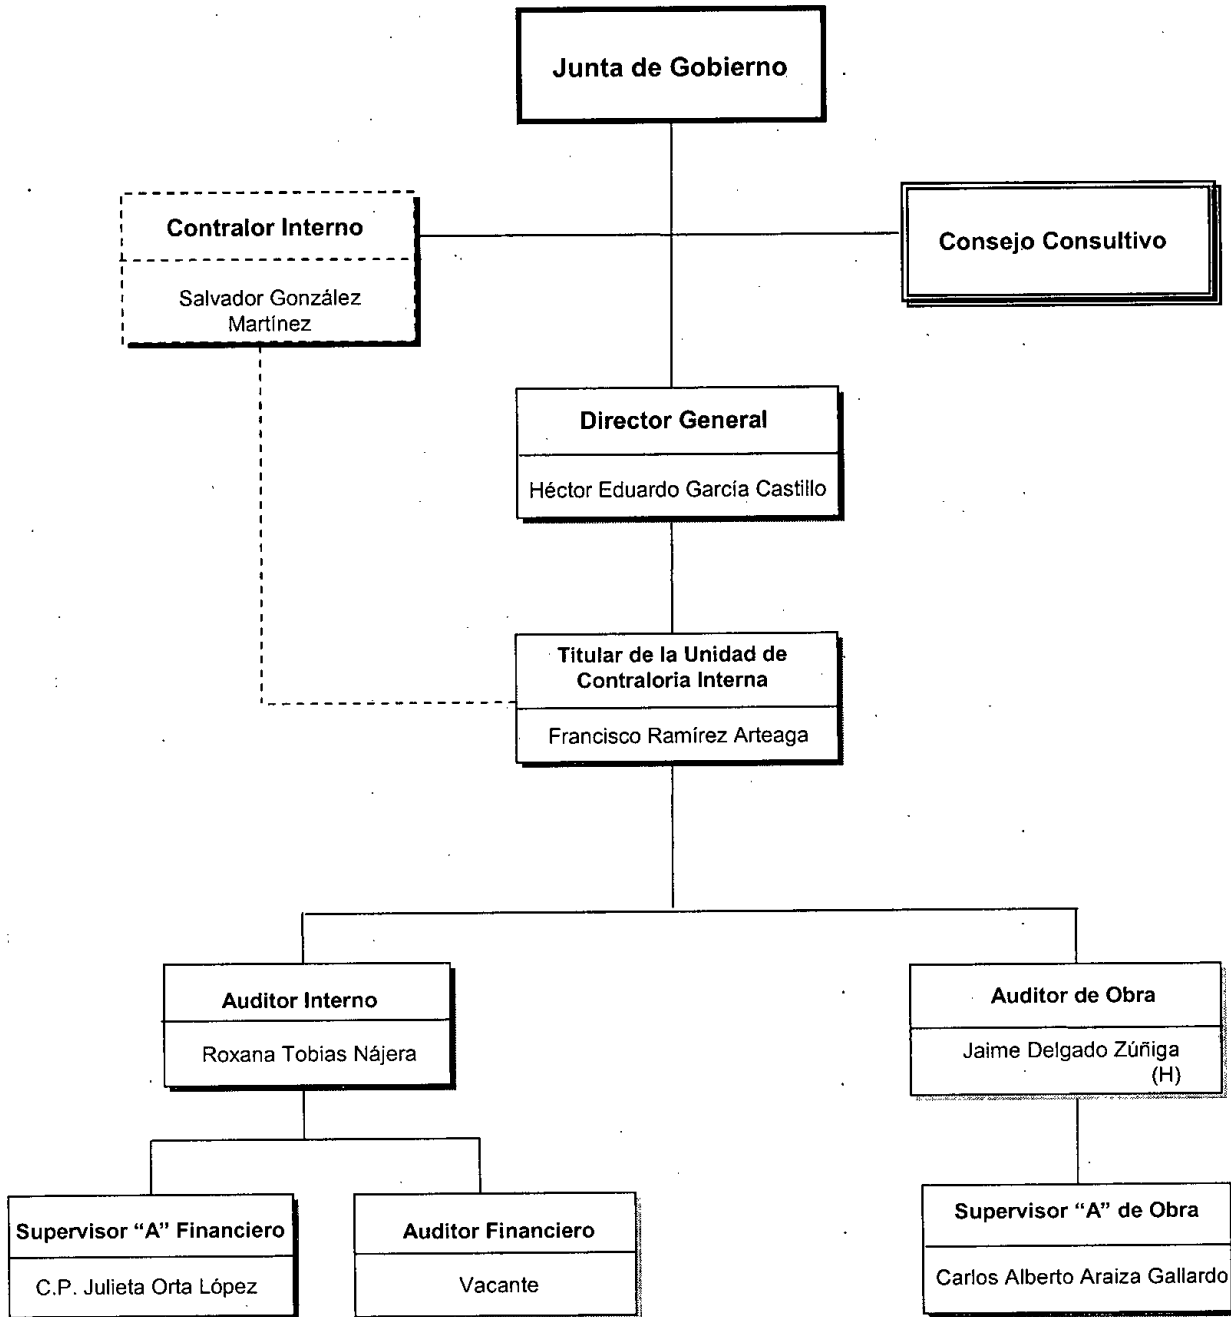 Junta de Gobierno
Contralor Interno
Salvador González
Martínez
Consejo Consultivo
Director General
Héctor Eduardo García Castillo
Titular de la Unidad de
Contraloria Interna
Francisco Ramírez Arteaga
Auditor Interno
Roxana Tobias Nájera
Auditor de Obra
Jaime Delgado Zúñiga
(H)
Supervisor “A” Financiero
C.P. Julieta Orta López
Auditor Financiero
Vacante
Supervisor “A” de Obra
Carlos Alberto Araiza Gallardo